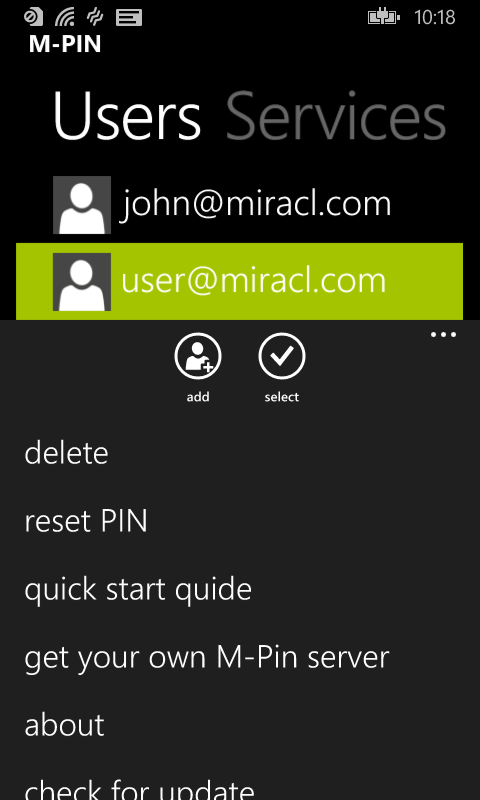 10:18
M-PIN
Users Services
john@miracl.com
user@miracl.com
add select
delete
reset PIN
quick start quide
get your own M-Pin server
about
check for update